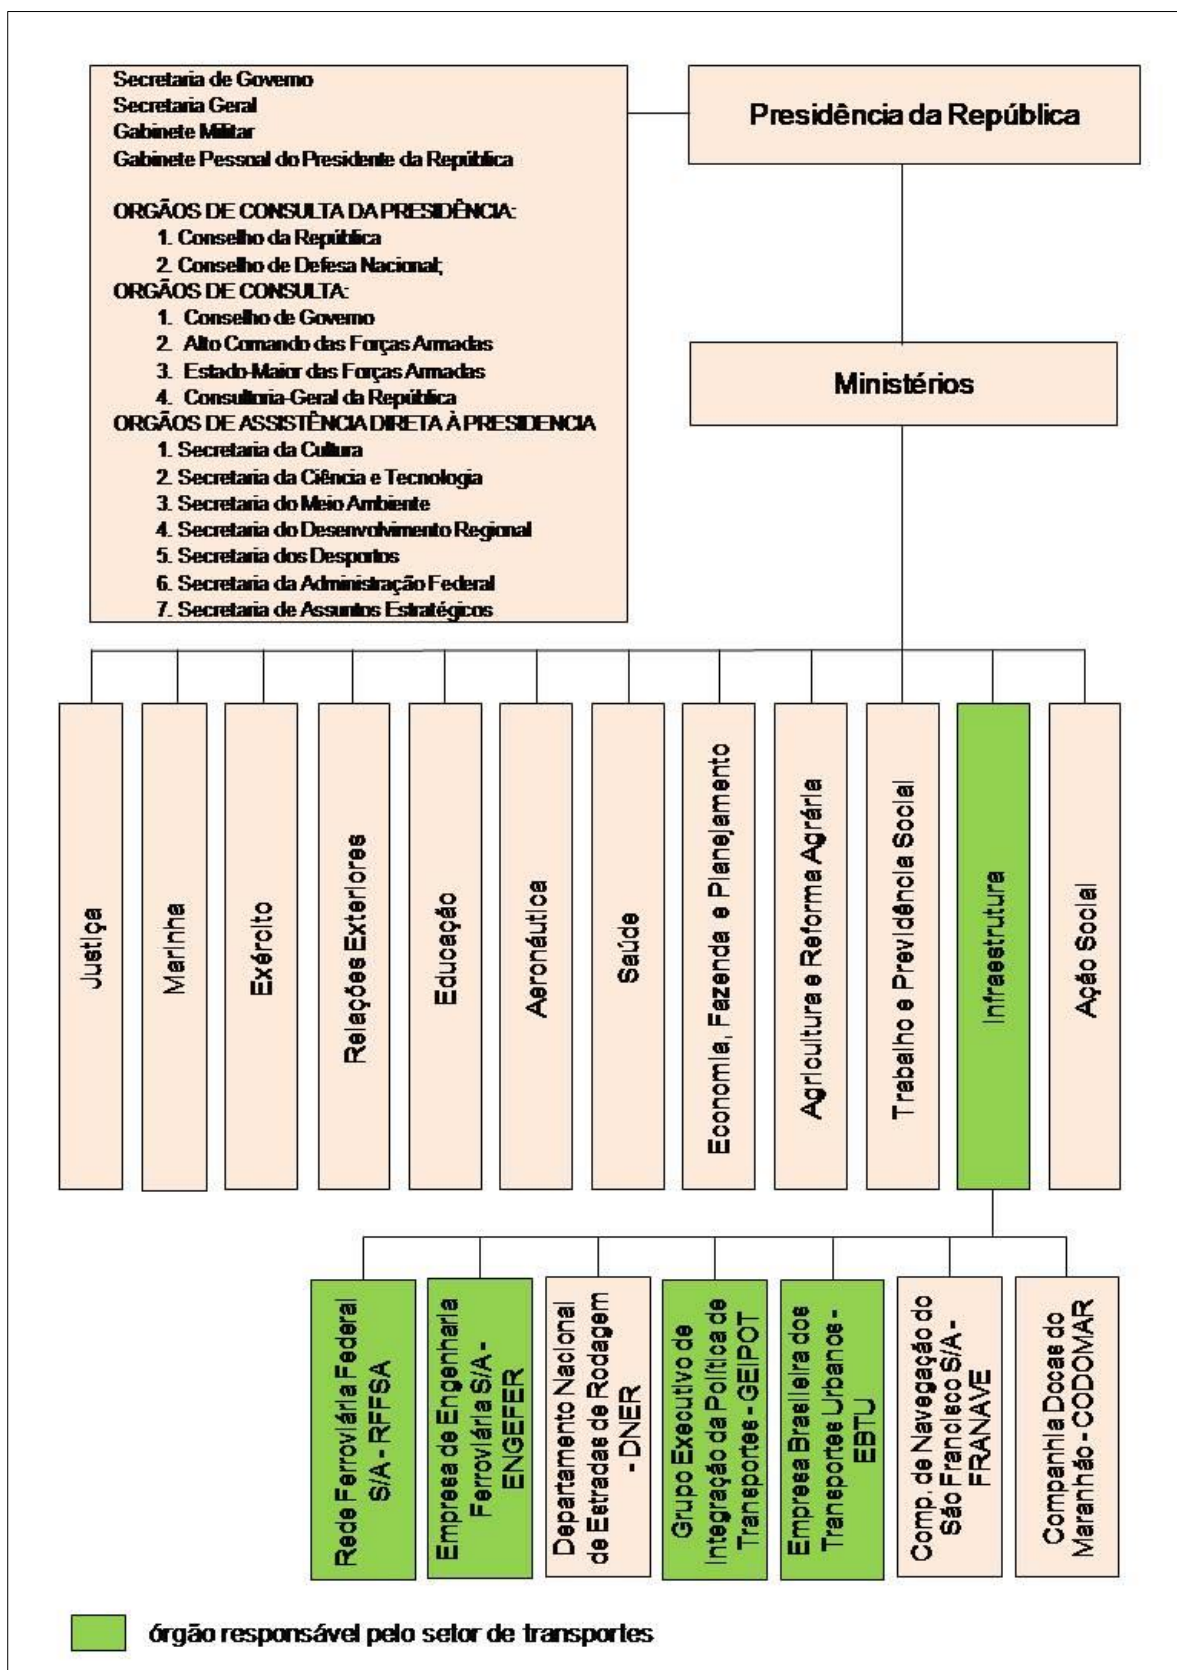 Secretaria de Governo
Secretaria Geral
Gabinete Militar
Gabinete Pessoal do Presidente da República
ORGÃOS DE CONSULTA DA PRESIDÊNCIA:
1. Conselho da República
2. Conselho de Defesa Nacional;
ORGÃOS DE CONSULTA:
1. Conselho de Governo
2. Alto Comando das Forças Armadas
3. Estado-Maior das Forças Armadas
4. Consultoria-Geral da República
ORGÃOS DE ASSISTÊNCIA DIRETA À PRESIDENCIA
1. Secretaria da Cultura
2. Secretaria da Ciência e Tecnologia
3. Secretaria do Meio Ambiente
4. Secretaria do Desenvolvimento Regional
5. Secretaria dos Desportos
6. Secretaria da Administração Federal
7. Secretaria de Assuntos Estratégicos
Presidência da República
Ministérios
Justiça
Marinha
Exército
Relações Exteriores
Educação
Aeronáutica
Saúde
Economia, Fazenda e Planejamento
Agricultura e Reforma Agrária
Trabalho e Previdência Social
Infraestrutura
Ação Social
Rede Ferroviária Federal
S/A - RFFSA
Empresa de Engenharia
Ferroviária S/A -
ENGEFER
Departamento Nacional
de Estradas de Rodagem
- DNER
Grupo Executivo de
Integração da Política de
Transportes - GEIPOT
Empresa Brasileira dos
Transportes Urbanos -
EBTU
Comp. de Navegação do
São Francisco S/A -
FRANAVE
Companhia Docas do
Maranhão - CODOMAR
órgão responsável pelo setor de transportes